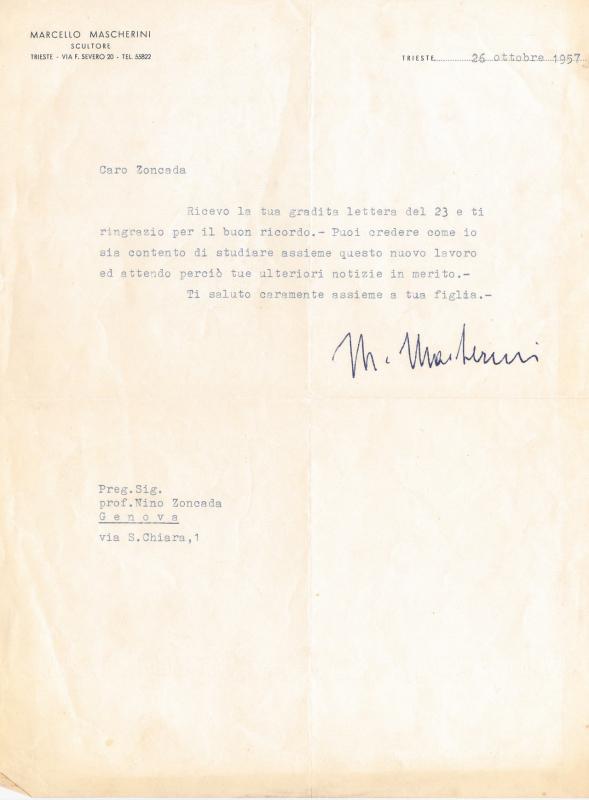 MARCELLO MASCHERINI
SCULTORE
TRIESTE - VIA F. SEVERO 20 - TEL. 55822
TRIESTE 26 ottobre 1957
Caro Zoncada
Ricevo la tua gradita lettera del 23 e ti
ringrazio per il buon ricordo.- Puoi credere come io
sia contento di studiare assieme questo nuovo lavoro
ed attendo perciò tue ulteriori notizie in merito.-
Ti saluto caramente assieme a tua figlia.-
M. Mascherini
Preg.Sig.
prof.Nino Zoncada
G e n o v a
via S.Chiara,1